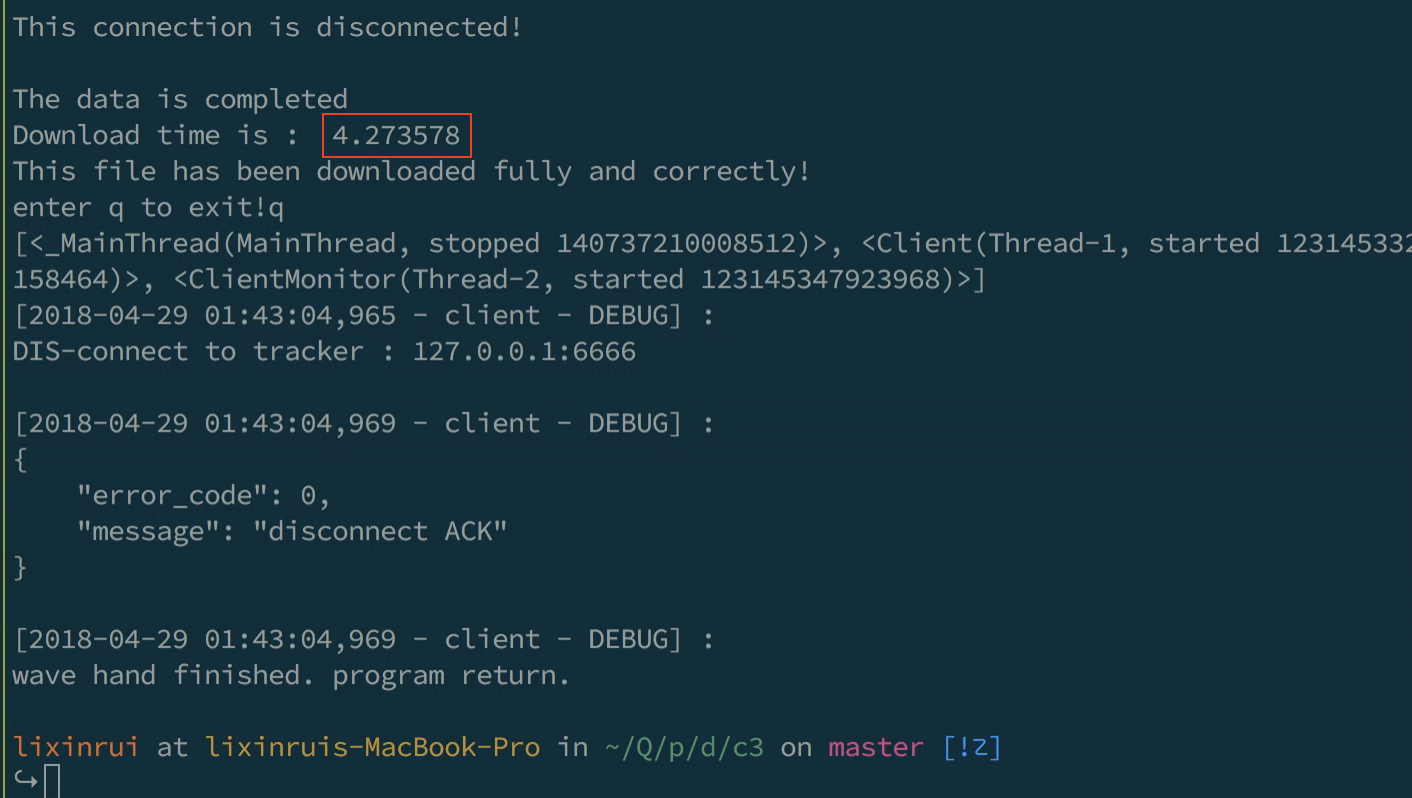 This connection is disconnected!
The data is completed
Download time is : 4.273578
This file has been downloaded fully and correctly!
enter q to exit!q
[<_MainThread(MainThread, stopped 140737210008512)>, <Client(Thread-1, started 123145332
158464)>, <ClientMonitor(Thread-2, started 123145347923968)>]
[2018-04-29 01:43:04,965 - client - DEBUG] :
DIS-connect to tracker : 127.0.0.1:6666
[2018-04-29 01:43:04,969 - client - DEBUG] :
{
    "error_code": 0,
    "message": "disconnect ACK"
}
[2018-04-29 01:43:04,969 - client - DEBUG] :
wave hand finished. program return.
lixinrui at lixinruis-MacBook-Pro in ~/Q/p/d/c3 on master [!☡]
↪